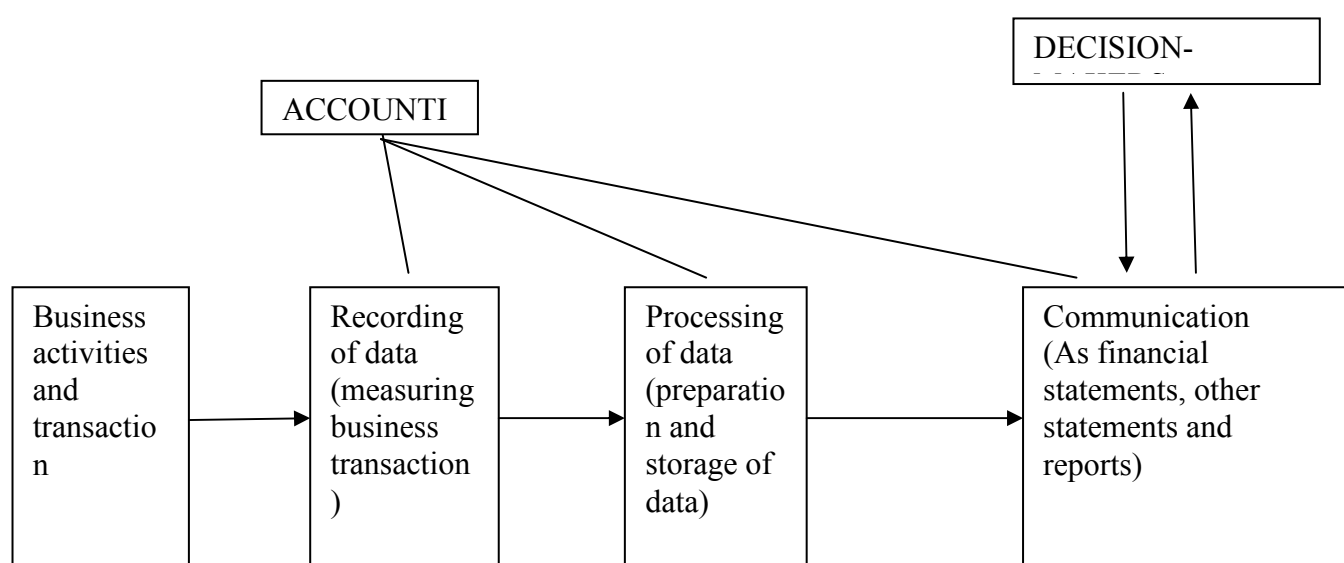 DECISION-
ACCOUNTI
Business
activities
and
transactio
n
Recording
of data
(measuring
business
transaction
)
Processing
of data
(preparatio
n and
storage of
data)
Communication
(As financial
statements, other
statements and
reports)